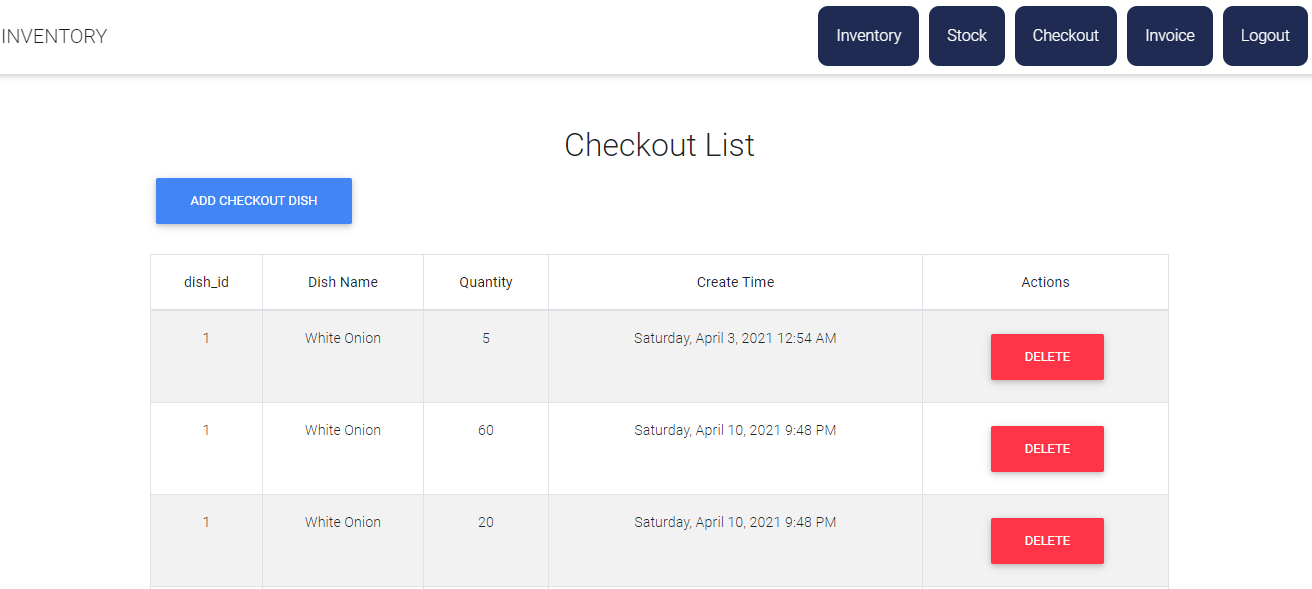 INVENTORY
Inventory Stock Checkout Invoice Logout
Checkout List
ADD CHECKOUT DISH
dish_id Dish Name Quantity Create Time Actions
1 White Onion 5 Saturday, April 3, 2021 12:54 AM DELETE
1 White Onion 60 Saturday, April 10, 2021 9:48 PM DELETE
1 White Onion 20 Saturday, April 10, 2021 9:48 PM DELETE